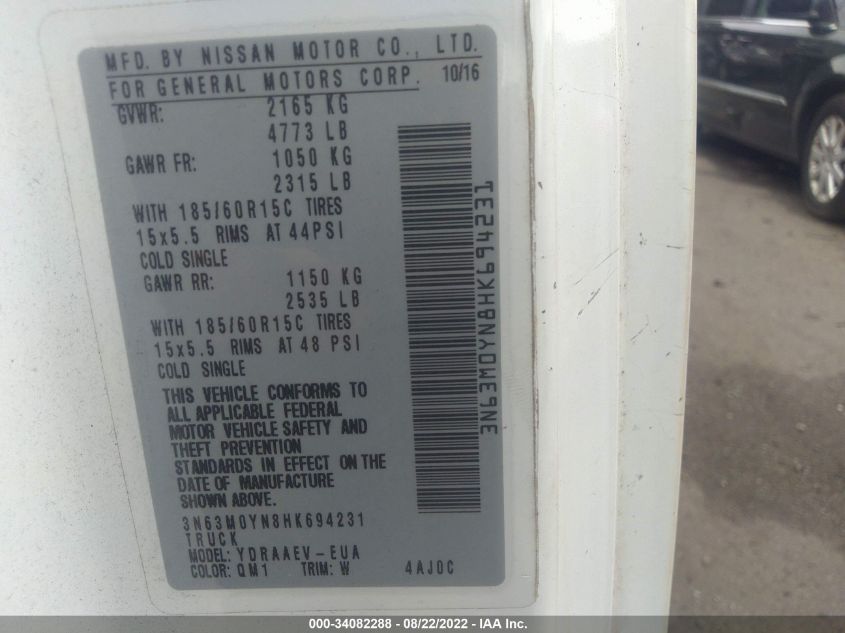 MFD. BY NISSAN MOTOR CO., LTD.
FOR GENERAL MOTORS CORP. 10/16
GVWR: 2165 KG
4773 LB
GAWR FR: 1050 KG
2315 LB
WITH 185/60R15C TIRES
15x5.5 RIMS AT 44PSI
COLD SINGLE
GAWR RR: 1150 KG
2535 LB
WITH 185/60R15C TIRES
15x5.5 RIMS AT 48 PSI
COLD SINGLE
THIS VEHICLE CONFORMS TO
ALL APPLICABLE FEDERAL
MOTOR VEHICLE SAFETY AND
THEFT PREVENTION
STANDARDS IN EFFECT ON THE
DATE OF MANUFACTURE
SHOWN ABOVE.
3N63M0YN8HK694231
TRUCK
MODEL: YDRAAEV-EUA
COLOR: QM1 TRIM: W 4AJ0C
3N63M0YN8HK694231
000-34082288 - 08/22/2022 - IAA Inc.